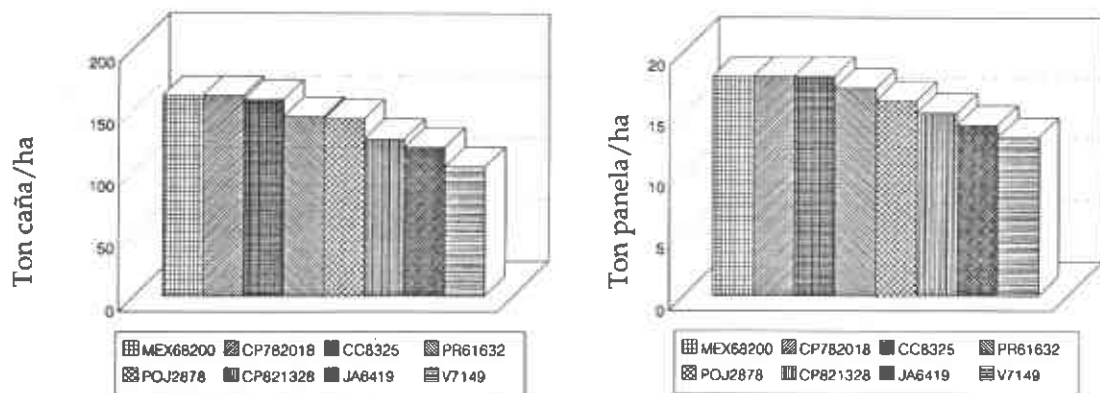 Ton caña/ha
200
150
100
50
0
MEX68200 CP782018 CC8325 PR61632
POJ2878 CP821328 JA6419 V7149
Ton panela/ha
20
15
10
5
0
MEX68200 CP782018 CC8325 PR61632
POJ2878 CP821328 JA6419 V7149